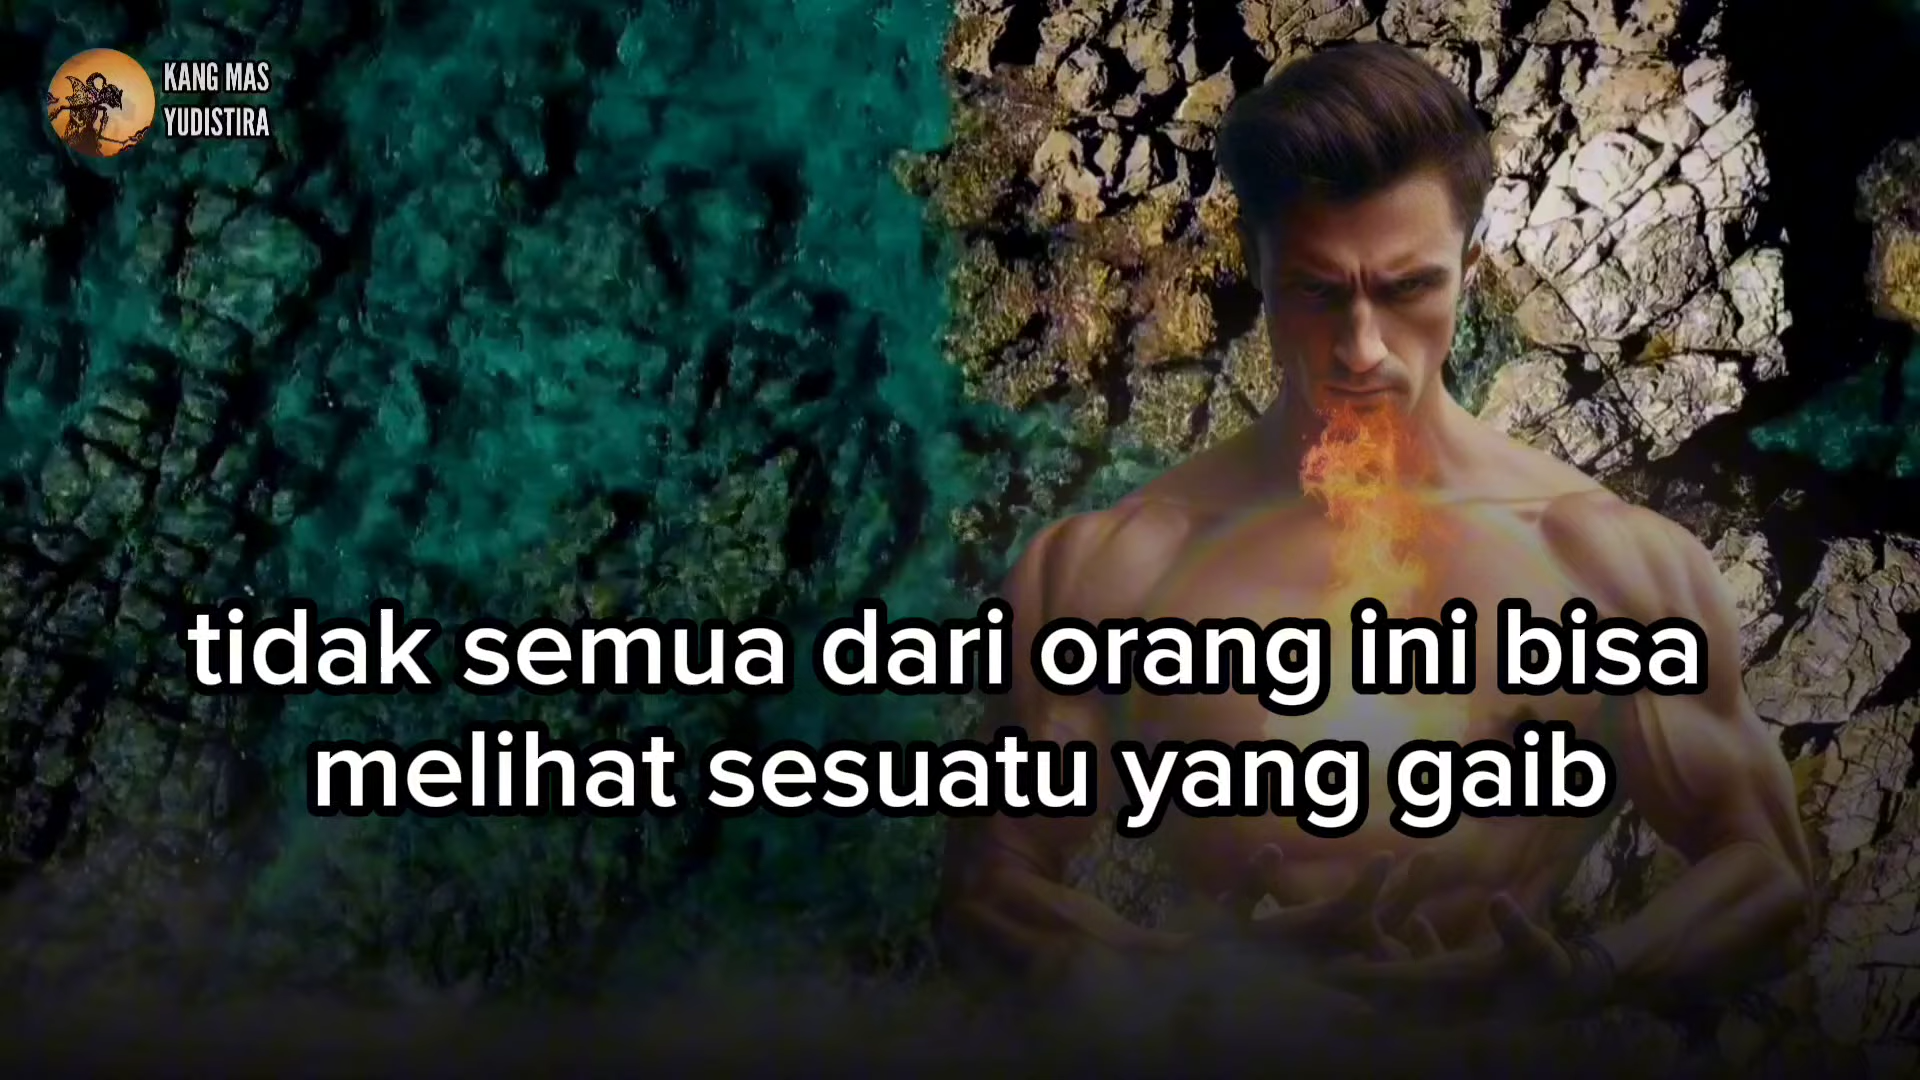 KANG MAS
YUDISTIRA
tidak semua dari orang ini bisa
melihat sesuatu yang gaib